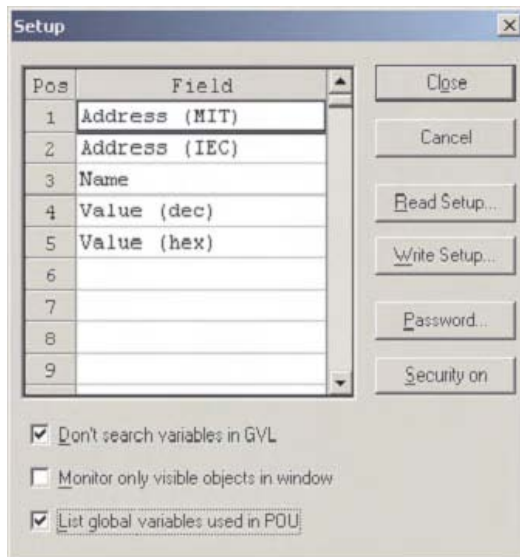 Setup
Pos Field
1 Address (MIT)
2 Address (IEC)
3 Name
4 Value (dec)
5 Value (hex)
6
7
8
9
Close
Cancel
Read Setup...
Write Setup...
Password...
Security on
Don't search variables in GVL
Monitor only visible objects in window
List global variables used in POU